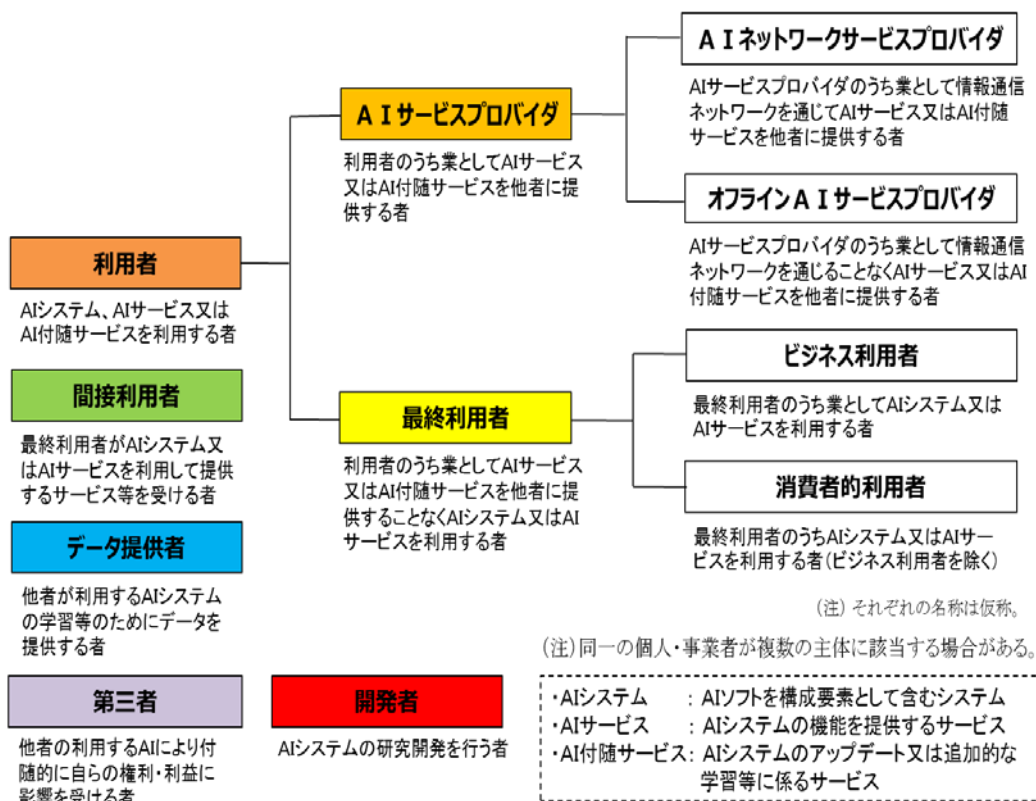 利用者
AIシステム、AIサービス又は
AI付随サービスを利用する者
ＡＩサービスプロバイダ
利用者のうち業としてAIサービス
又はAI付随サービスを他者に提
供する者
ＡＩネットワークサービスプロバイダ
AIサービスプロバイダのうち業として情報通信
ネットワークを通じてAIサービス又はAI付随
サービスを他者に提供する者
オフラインＡＩサービスプロバイダ
AIサービスプロバイダのうち業として情報通信
ネットワークを通じることなくAIサービス又はAI
付随サービスを他者に提供する者
最終利用者
利用者のうち業としてAIサービス
又はAI付随サービスを他者に提
供することなくAIシステム又はAI
サービスを利用する者
ビジネス利用者
最終利用者のうち業としてAIシステム又は
AIサービスを利用する者
消費者的利用者
最終利用者のうちAIシステム又はAIサー
ビスを利用する者(ビジネス利用者を除く)
間接利用者
最終利用者がAIシステム又
はAIサービスを利用して提供
するサービス等を受ける者
データ提供者
他者が利用するAIシステム
の学習等のためにデータを
提供する者
第三者
他者の利用するAIにより付
随的に自らの権利・利益に
影響を受ける者
開発者
AIシステムの研究開発を行う者
(注) それぞれの名称は仮称。
(注)同一の個人・事業者が複数の主体に該当する場合がある。
・AIシステム　　：AIソフトを構成要素として含むシステム
・AIサービス　　：AIシステムの機能を提供するサービス
・AI付随サービス：AIシステムのアップデート又は追加的な
学習等に係るサービス